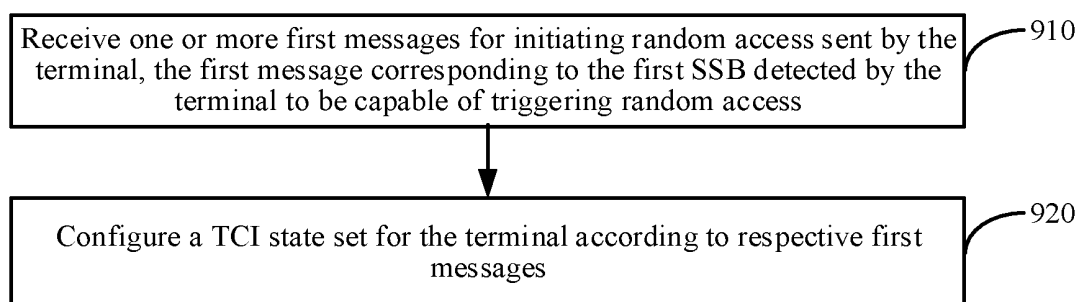 Receive one or more first messages for initiating random access sent by the
terminal, the first message corresponding to the first SSB detected by the
terminal to be capable of triggering random access
910
Configure a TCI state set for the terminal according to respective first
messages
920